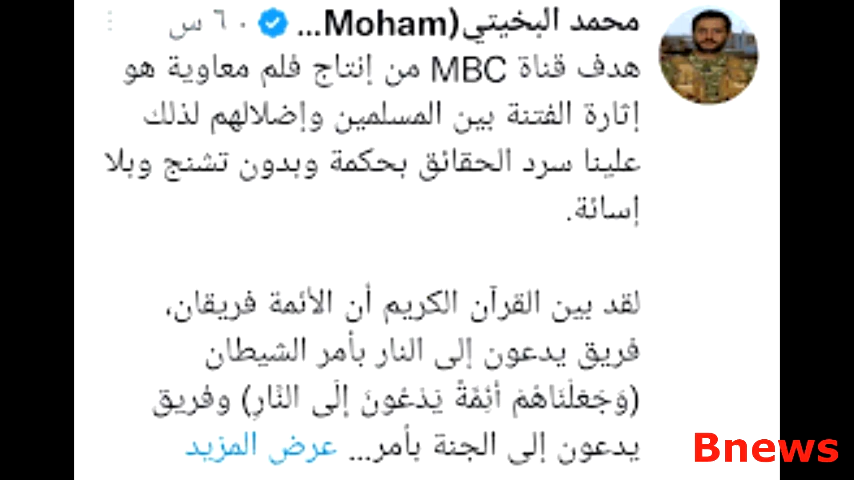 محمد البخيتي(Moham... · ٦ س
هدف قناة MBC من إنتاج فلم معاوية هو
إثارة الفتنة بين المسلمين وإضلالهم لذلك
علينا سرد الحقائق بحكمة وبدون تشنج وبلا
إسائة.
لقد بين القرآن الكريم أن الأئمة فريقان،
فريق يدعون إلى النار بأمر الشيطان
(وَجَعَلْنَاهُمْ أَئِمَّةً يَدْعُونَ إِلَى النَّارِ) وفريق
يدعون إلى الجنة بأمر... عرض المزيد
Bnews